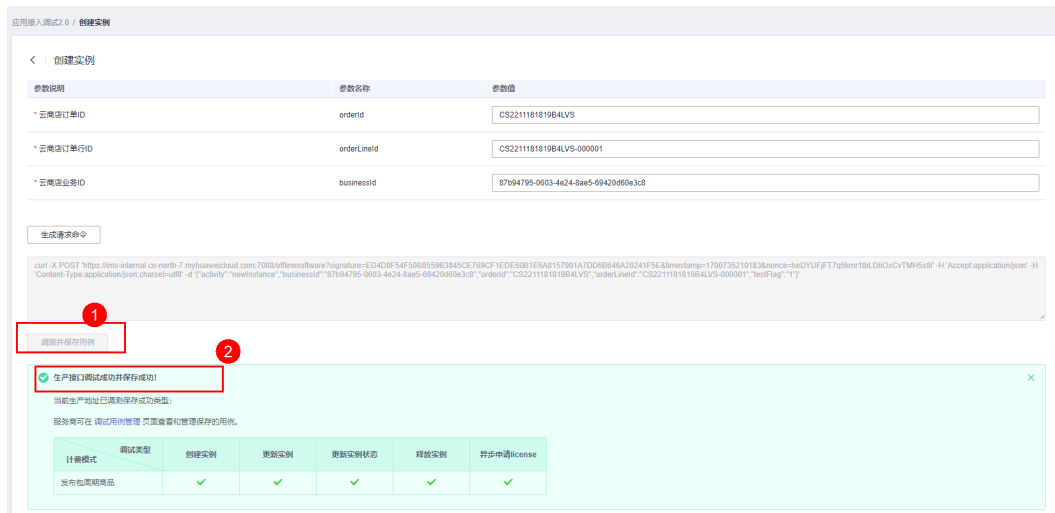 应用接入调试2.0 / 创建实例
创建实例
参数说明 参数名称 参数值
* 云商店订单ID orderId CS2211181819B4LVS
* 云商店订单行ID orderLineId CS2211181819B4LVS-000001
* 云商店业务ID businessId 87b94795-0603-4e24-8ae5-69420d60e3c8
生成请求命令
curl -X POST 'https://ims-internal.cn-north-7.myhuaweicloud.com:7088/offlinesoftware?signature=ED4D8F54F50B8559B3845CE769CF1EDE60B1E6A8157901A7DD6B646A20241F5E&timestamp=1700735210183&nonce=heDYUFjFT7q5kmr1tbLDhOxCvTMH5s8i' -H 'Accept:application/json' -H
'Content-Type:application/json;charset=utf8' -d '{"activity":"newInstance","businessId":"87b94795-0603-4e24-8ae5-69420d60e3c8","orderId":"CS2211181819B4LVS","orderLineId":"CS2211181819B4LVS-000001","testFlag":"1"}'
1
调测并保存用例
2
生产接口调试成功并保存成功!
当前生产地址已调测保存成功类型:
服务商可在 调试用例管理 页面查看和管理保存的用例。
调试类型
计费模式 创建实例 更新实例 更新实例状态 释放实例 异步申请license
发布包周期商品